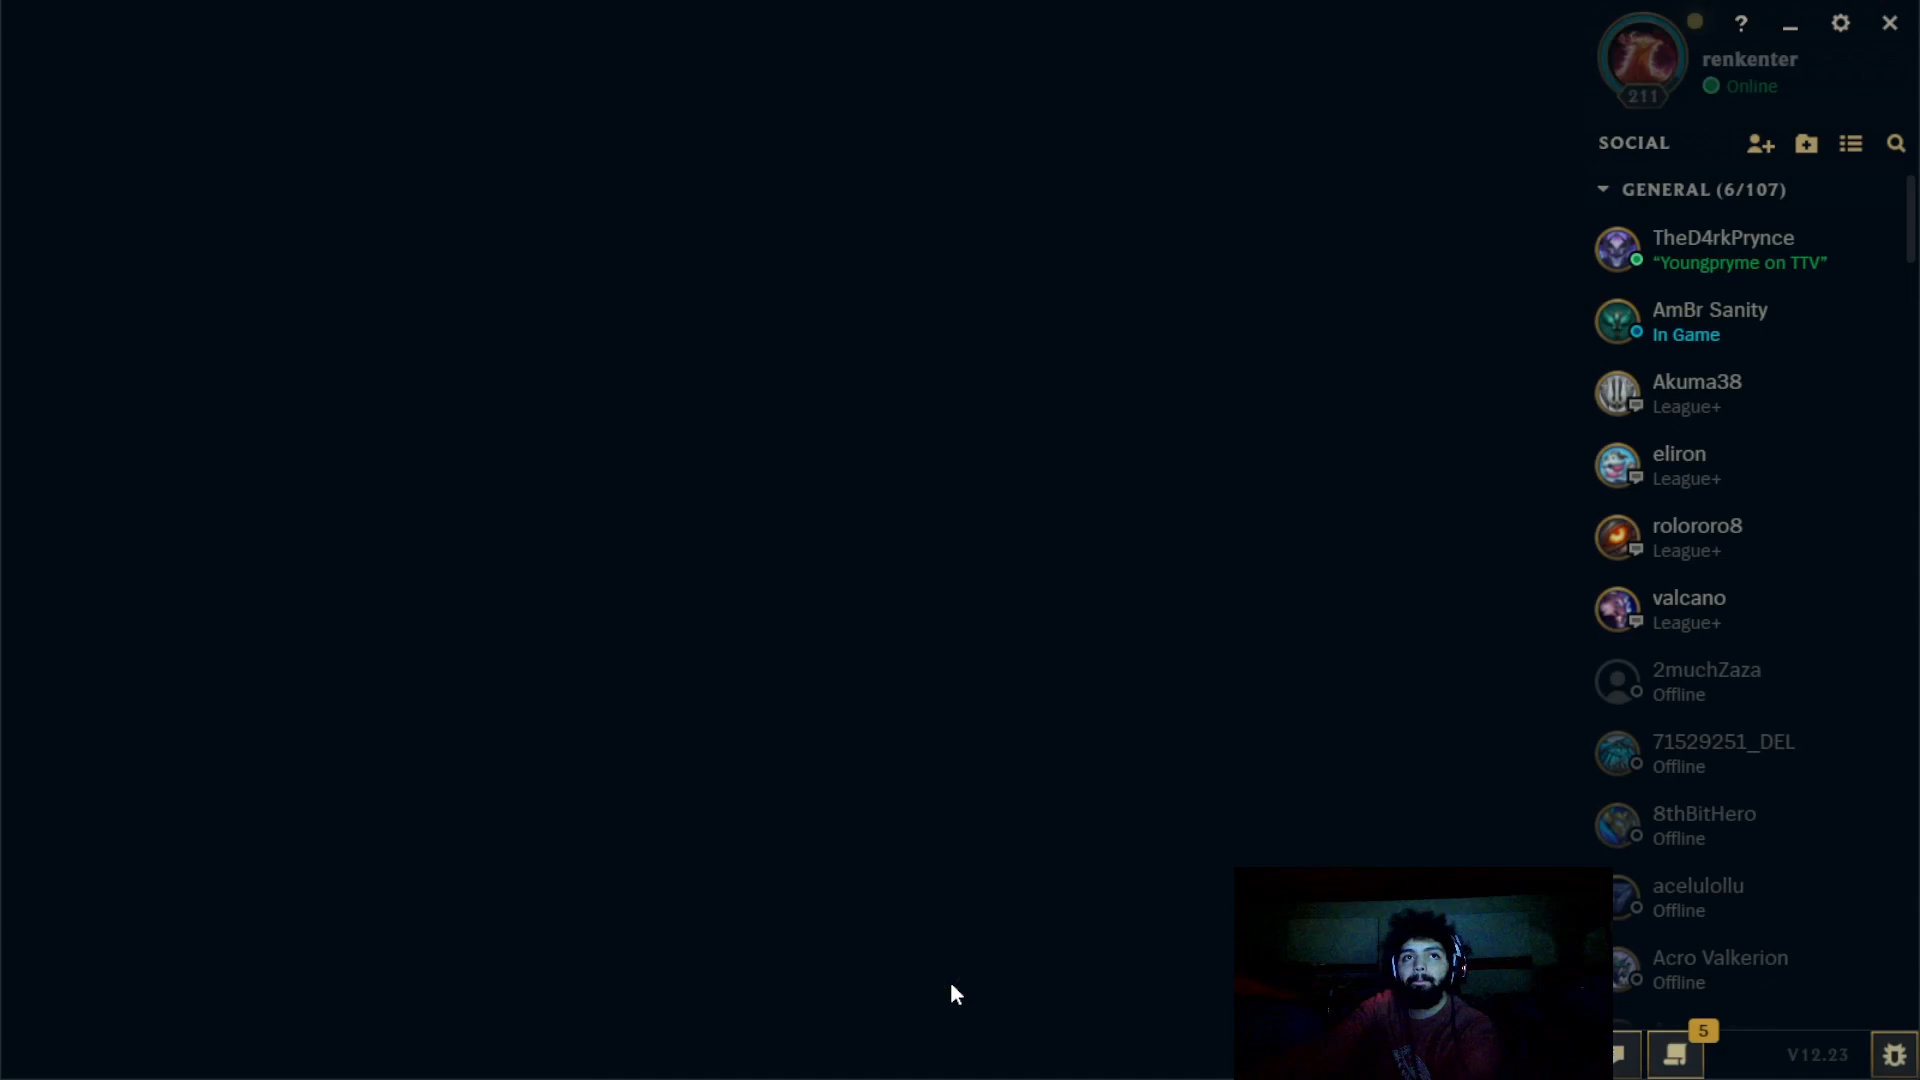 ?
renkenter
Online
211
SOCIAL
GENERAL (6/107)
TheD4rkPrynce
“Youngpryme on TTV”
AmBr Sanity
In Game
Akuma38
League+
eliron
League+
rolororo8
League+
valcano
League+
2muchZaza
Offline
71529251_DEL
Offline
8thBitHero
Offline
acelulollu
Offline
Acro Valkerion
Offline
5
V12.23